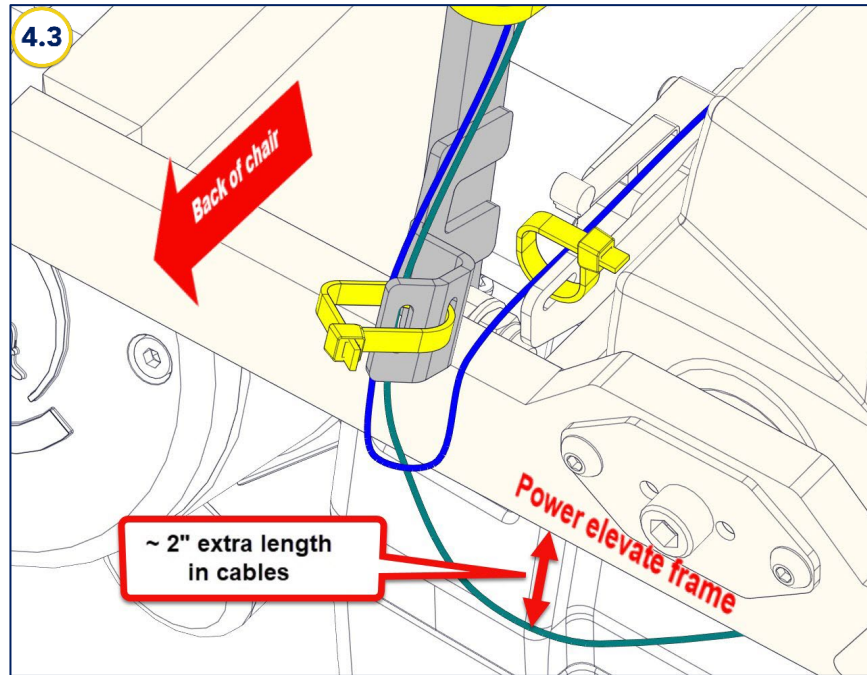 4.3
Back of chair
Power elevate frame
~ 2" extra length
in cables